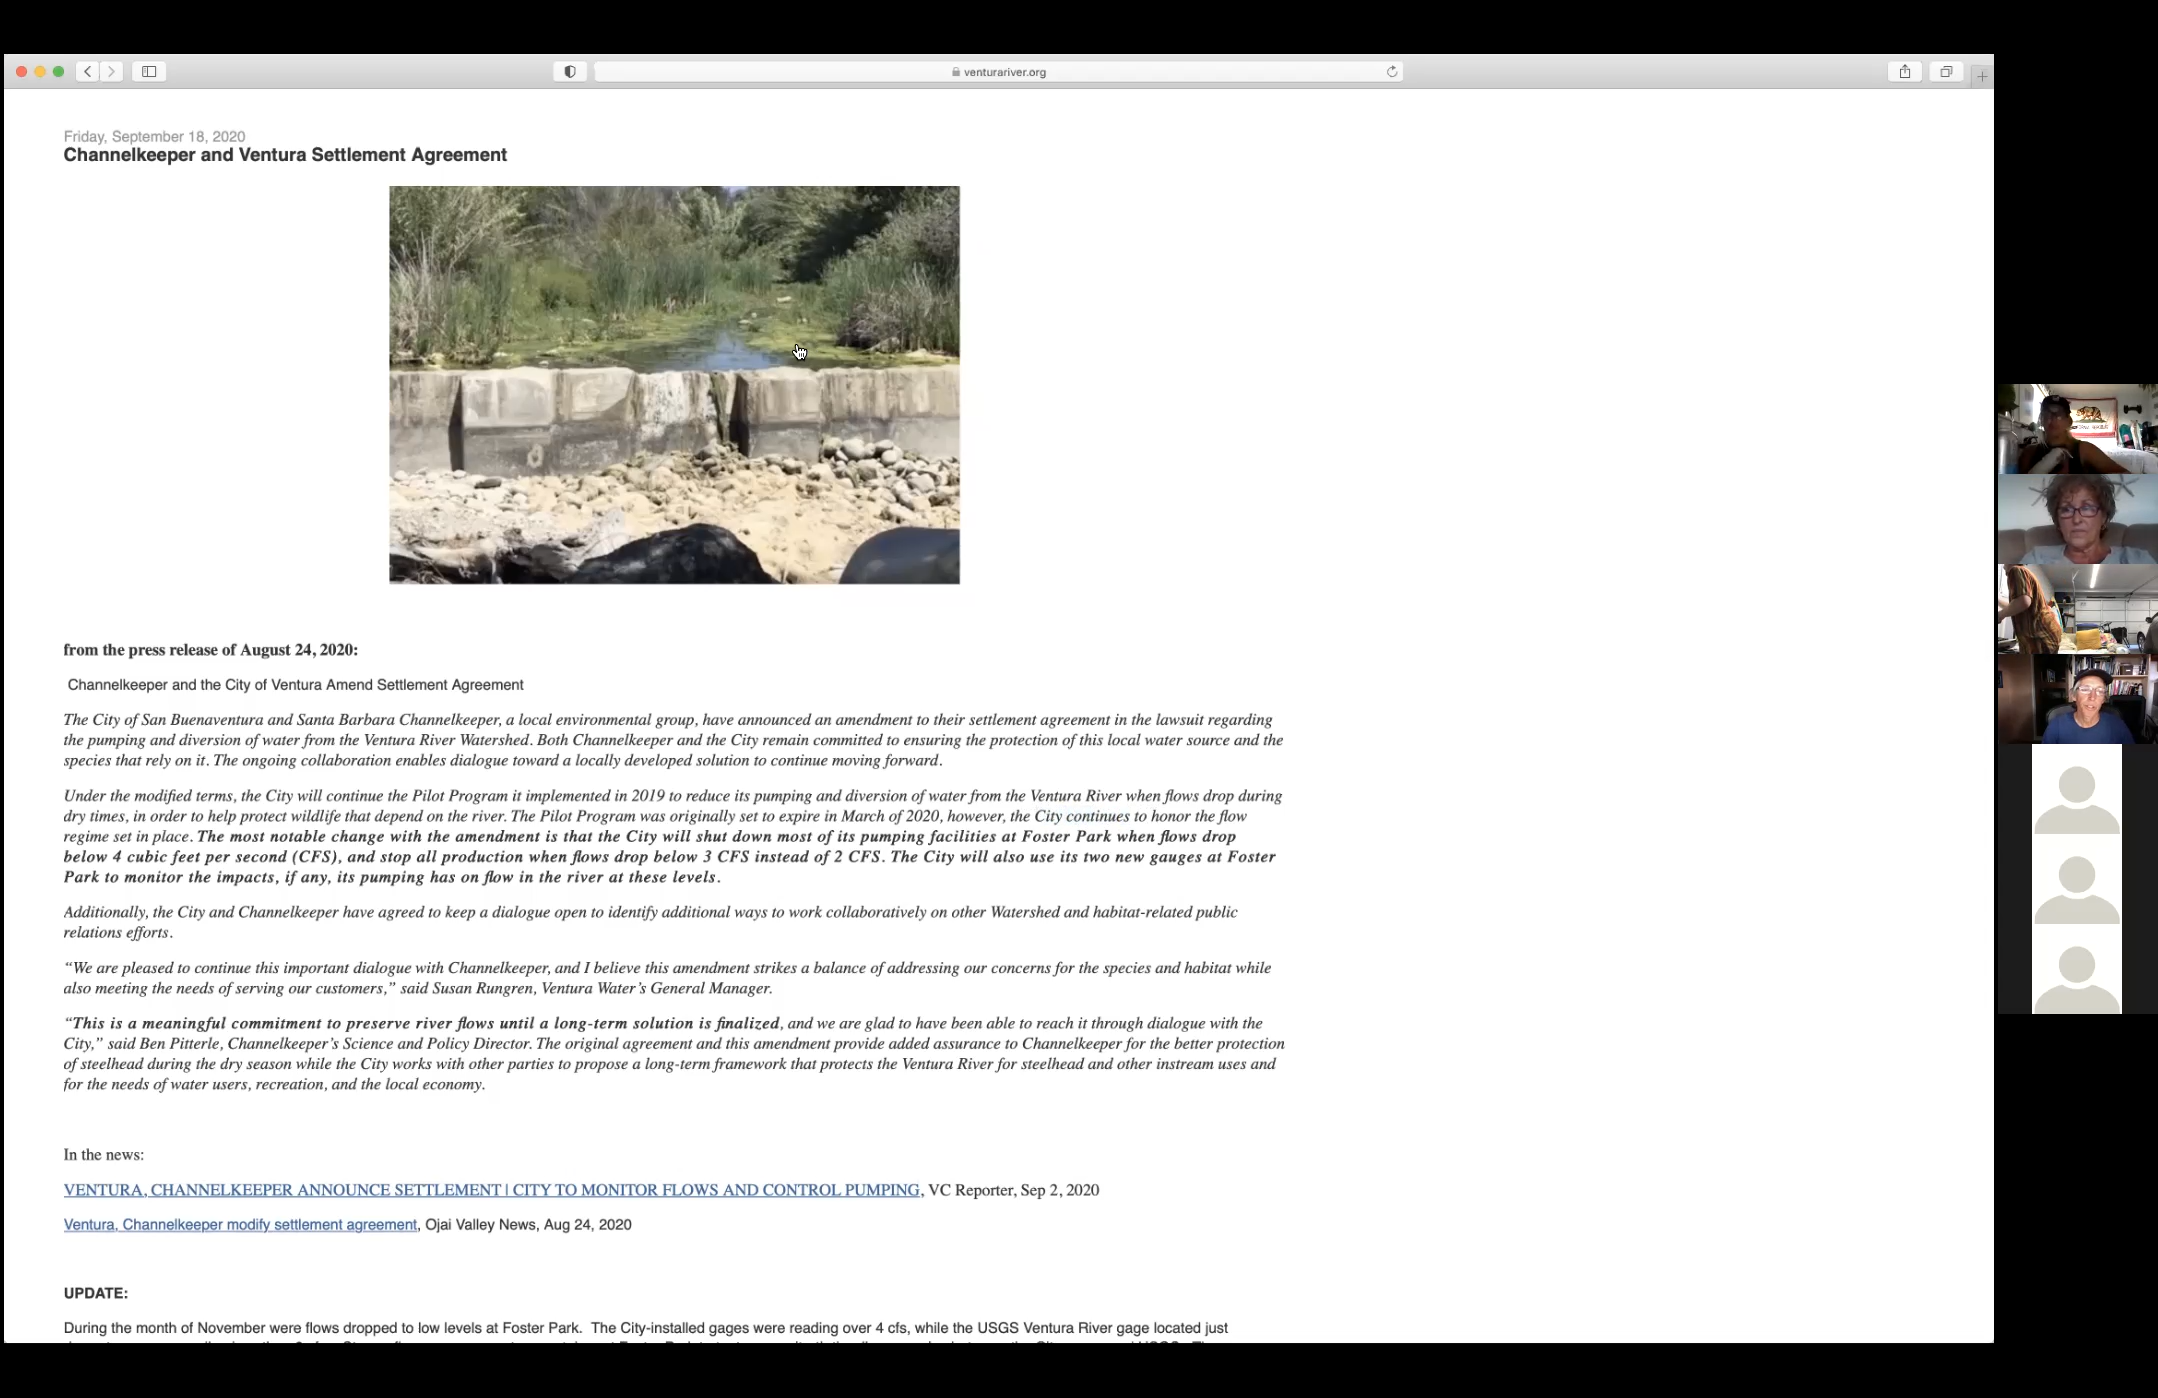 venturariver.org
Friday, September 18, 2020
Channelkeeper and Ventura Settlement Agreement
from the press release of August 24, 2020:
Channelkeeper and the City of Ventura Amend Settlement Agreement
The City of San Buenaventura and Santa Barbara Channelkeeper, a local environmental group, have announced an amendment to their settlement agreement in the lawsuit regarding
the pumping and diversion of water from the Ventura River Watershed. Both Channelkeeper and the City remain committed to ensuring the protection of this local water source and the
species that rely on it. The ongoing collaboration enables dialogue toward a locally developed solution to continue moving forward.
Under the modified terms, the City will continue the Pilot Program it implemented in 2019 to reduce its pumping and diversion of water from the Ventura River when flows drop during
dry times, in order to help protect wildlife that depend on the river. The Pilot Program was originally set to expire in March of 2020, however, the City continues to honor the flow
regime set in place. The most notable change with the amendment is that the City will shut down most of its pumping facilities at Foster Park when flows drop
below 4 cubic feet per second (CFS), and stop all production when flows drop below 3 CFS instead of 2 CFS. The City will also use its two new gauges at Foster
Park to monitor the impacts, if any, its pumping has on flow in the river at these levels.
Additionally, the City and Channelkeeper have agreed to keep a dialogue open to identify additional ways to work collaboratively on other Watershed and habitat-related public
relations efforts.
“We are pleased to continue this important dialogue with Channelkeeper, and I believe this amendment strikes a balance of addressing our concerns for the species and habitat while
also meeting the needs of serving our customers,” said Susan Rungren, Ventura Water’s General Manager.
“This is a meaningful commitment to preserve river flows until a long-term solution is finalized, and we are glad to have been able to reach it through dialogue with the
City,” said Ben Pitterle, Channelkeeper’s Science and Policy Director. The original agreement and this amendment provide added assurance to Channelkeeper for the better protection
of steelhead during the dry season while the City works with other parties to propose a long-term framework that protects the Ventura River for steelhead and other instream uses and
for the needs of water users, recreation, and the local economy.
In the news:
VENTURA, CHANNELKEEPER ANNOUNCE SETTLEMENT | CITY TO MONITOR FLOWS AND CONTROL PUMPING, VC Reporter, Sep 2, 2020
Ventura, Channelkeeper modify settlement agreement, Ojai Valley News, Aug 24, 2020
UPDATE:
During the month of November were flows dropped to low levels at Foster Park. The City-installed gages were reading over 4 cfs, while the USGS Ventura River gage located just